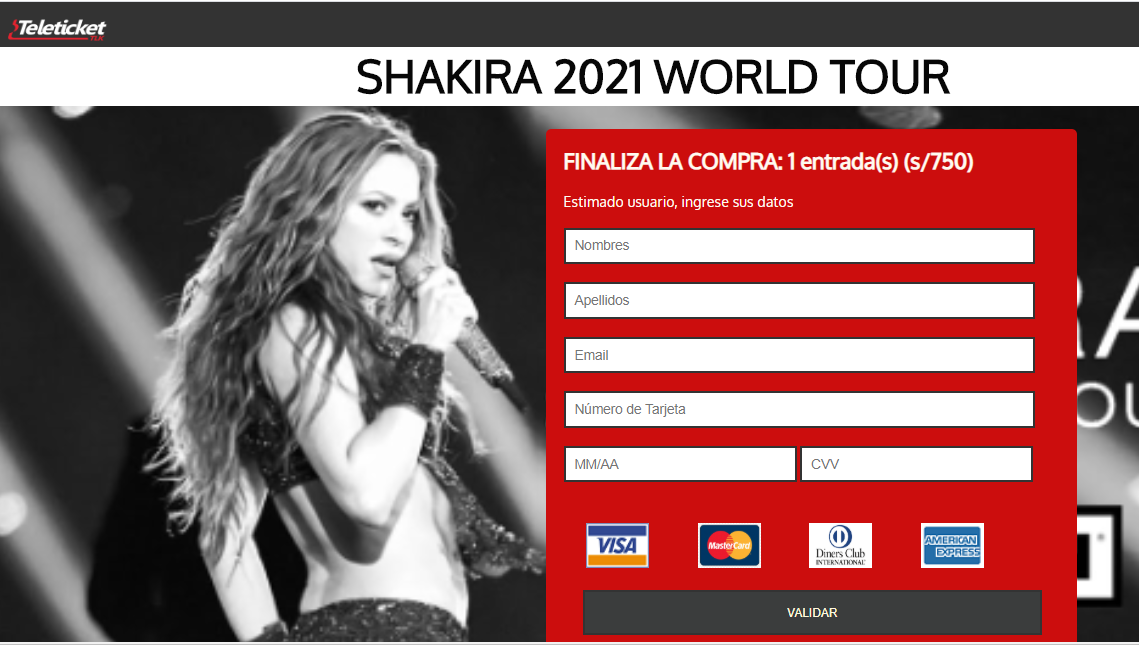 Teleticket
TLK
SHAKIRA 2021 WORLD TOUR
FINALIZA LA COMPRA: 1 entrada(s) (s/750)
Estimado usuario, ingrese sus datos
Nombres
Apellidos
Email
Número de Tarjeta
MM/AA CVV
VISA MasterCard Diners Club INTERNATIONAL AMERICAN EXPRESS
VALIDAR